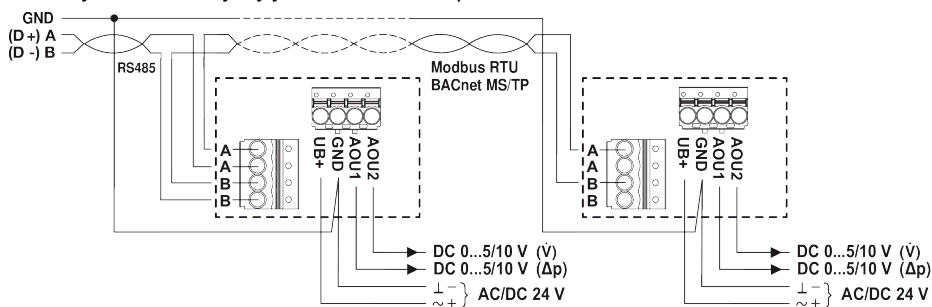 GND
(D+) A
(D -) B
RS485
Modbus RTU
BACnet MS/TP
A
A
B
B
UB+
GND
AOU1
AOU2
DC 0...5/10 V (V̇)
DC 0...5/10 V (Δp)
⊥ −
~ +
} AC/DC 24 V
A
A
B
B
UB+
GND
AOU1
AOU2
DC 0...5/10 V (V̇)
DC 0...5/10 V (Δp)
⊥ −
~ +
} AC/DC 24 V